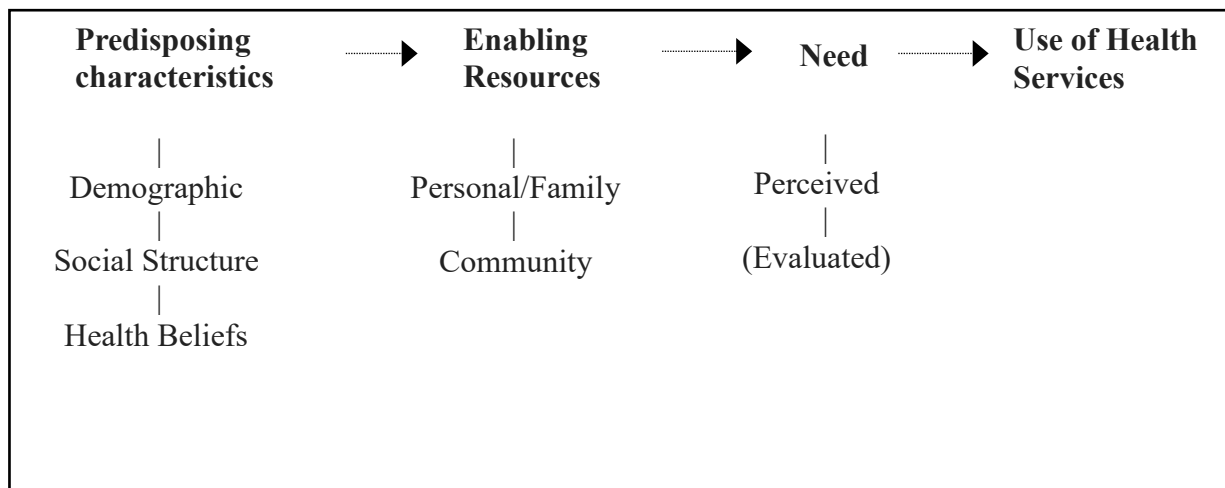 Predisposing
characteristics
Enabling
Resources
Need
Use of Health
Services
Demographic
Social Structure
Health Beliefs
Personal/Family
Community
Perceived
(Evaluated)